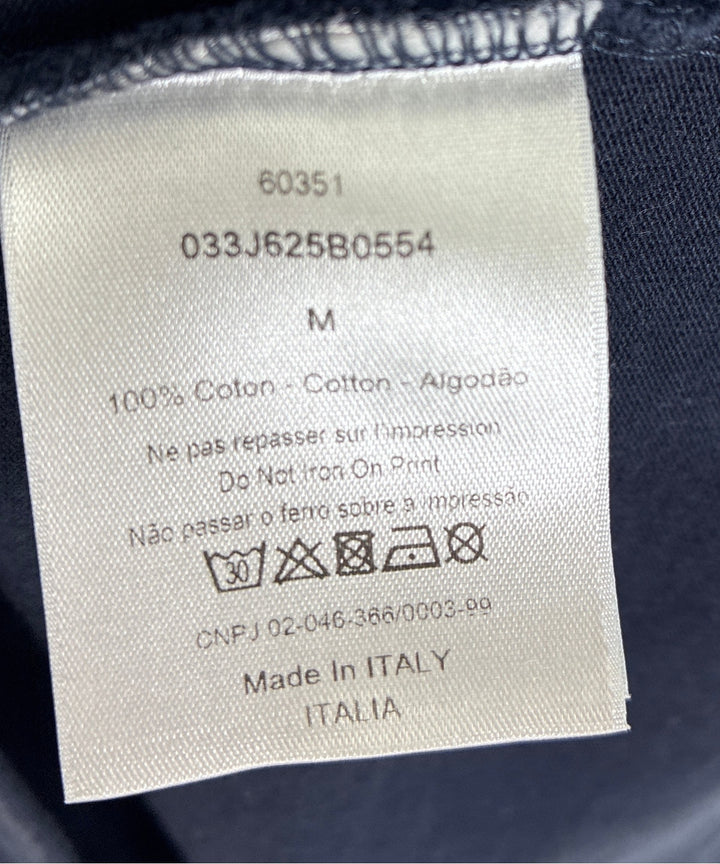 60351
033J625B0554
M
100% Coton - Cotton - Algodão
Ne pas repasser sur l'impression
Do Not Iron On Print
Não passar o ferro sobre a impressão
30
CNPJ 02-046-366/0003-99
Made In ITALY
ITALIA